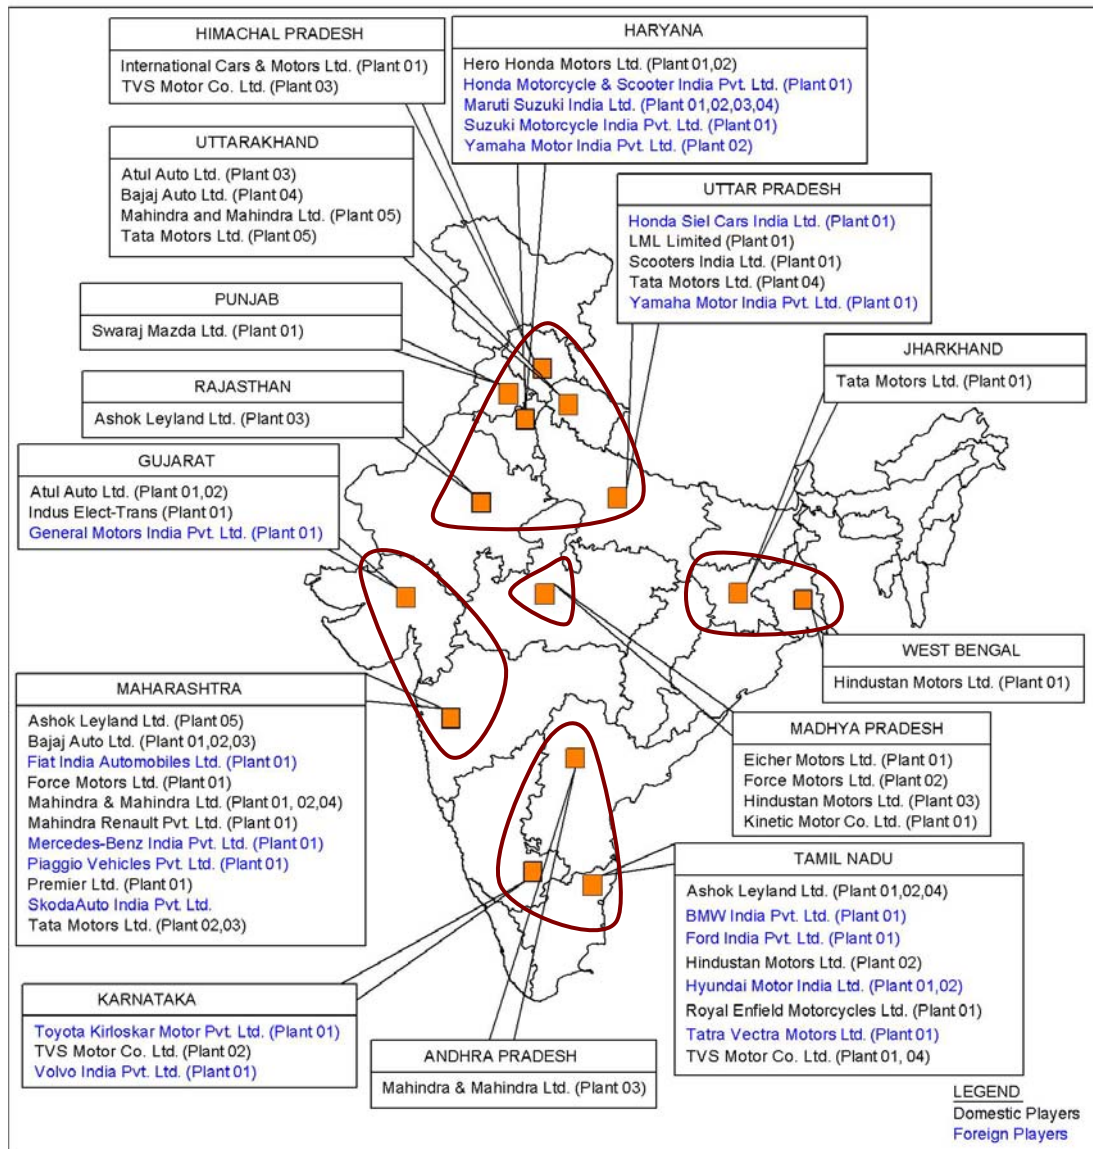 HIMACHAL PRADESH
International Cars & Motors Ltd. (Plant 01)
TVS Motor Co. Ltd. (Plant 03)
HARYANA
Hero Honda Motors Ltd. (Plant 01,02)
Honda Motorcycle & Scooter India Pvt. Ltd. (Plant 01)
Maruti Suzuki India Ltd. (Plant 01,02,03,04)
Suzuki Motorcycle India Pvt. Ltd. (Plant 01)
Yamaha Motor India Pvt. Ltd. (Plant 02)
UTTARAKHAND
Atul Auto Ltd. (Plant 03)
Bajaj Auto Ltd. (Plant 04)
Mahindra and Mahindra Ltd. (Plant 05)
Tata Motors Ltd. (Plant 05)
UTTAR PRADESH
Honda Siel Cars India Ltd. (Plant 01)
LML Limited (Plant 01)
Scooters India Ltd. (Plant 01)
Tata Motors Ltd. (Plant 04)
Yamaha Motor India Pvt. Ltd. (Plant 01)
PUNJAB
Swaraj Mazda Ltd. (Plant 01)
JHARKHAND
Tata Motors Ltd. (Plant 01)
RAJASTHAN
Ashok Leyland Ltd. (Plant 03)
GUJARAT
Atul Auto Ltd. (Plant 01,02)
Indus Elect-Trans (Plant 01)
General Motors India Pvt. Ltd. (Plant 01)
WEST BENGAL
Hindustan Motors Ltd. (Plant 01)
MAHARASHTRA
Ashok Leyland Ltd. (Plant 05)
Bajaj Auto Ltd. (Plant 01,02,03)
Fiat India Automobiles Ltd. (Plant 01)
Force Motors Ltd. (Plant 01)
Mahindra & Mahindra Ltd. (Plant 01, 02,04)
Mahindra Renault Pvt. Ltd. (Plant 01)
Mercedes-Benz India Pvt. Ltd. (Plant 01)
Piaggio Vehicles Pvt. Ltd. (Plant 01)
Premier Ltd. (Plant 01)
SkodaAuto India Pvt. Ltd.
Tata Motors Ltd. (Plant 02,03)
MADHYA PRADESH
Eicher Motors Ltd. (Plant 01)
Force Motors Ltd. (Plant 02)
Hindustan Motors Ltd. (Plant 03)
Kinetic Motor Co. Ltd. (Plant 01)
TAMIL NADU
Ashok Leyland Ltd. (Plant 01,02,04)
BMW India Pvt. Ltd. (Plant 01)
Ford India Pvt. Ltd. (Plant 01)
Hindustan Motors Ltd. (Plant 02)
Hyundai Motor India Ltd. (Plant 01,02)
Royal Enfield Motorcycles Ltd. (Plant 01)
Tatra Vectra Motors Ltd. (Plant 01)
TVS Motor Co. Ltd. (Plant 01, 04)
KARNATAKA
Toyota Kirloskar Motor Pvt. Ltd. (Plant 01)
TVS Motor Co. Ltd. (Plant 02)
Volvo India Pvt. Ltd. (Plant 01)
ANDHRA PRADESH
Mahindra & Mahindra Ltd. (Plant 03)
LEGEND
Domestic Players
Foreign Players